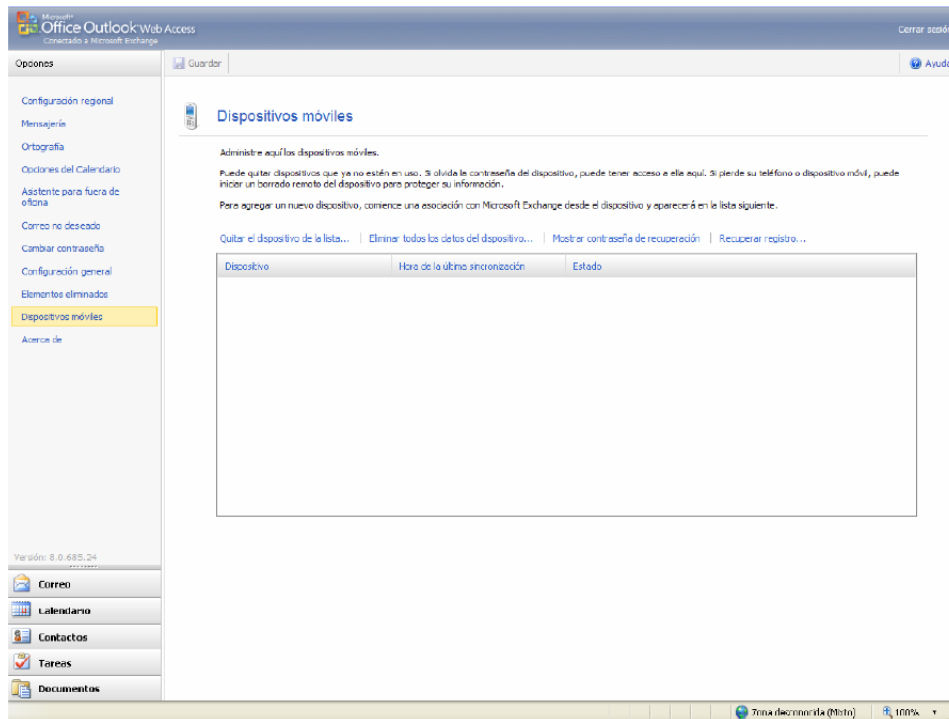 Microsoft®
Office Outlook Web Access
Conectado a Microsoft Exchange
Cerrar sesión
Opciones
Guardar
Ayuda
Configuración regional
Mensajería
Ortografía
Opciones del Calendario
Asistente para fuera de
oficina
Correo no deseado
Cambiar contraseña
Configuración general
Elementos eliminados
Dispositivos móviles
Acerca de
Dispositivos móviles
Administre aquí los dispositivos móviles.
Puede quitar dispositivos que ya no estén en uso. Si olvida la contraseña del dispositivo, puede tener acceso a ella aquí. Si pierde su teléfono o dispositivo móvil, puede
iniciar un borrado remoto del dispositivo para proteger su información.
Para agregar un nuevo dispositivo, comience una asociación con Microsoft Exchange desde el dispositivo y aparecerá en la lista siguiente.
Quitar el dispositivo de la lista... | Eliminar todos los datos del dispositivo... | Mostrar contraseña de recuperación | Recuperar registro...
Dispositivo Hora de la última sincronización Estado
Versión: 8.0.685.24
Correo
Calendario
Contactos
Tareas
Documentos
Zona desconocida (Mixto) 100%